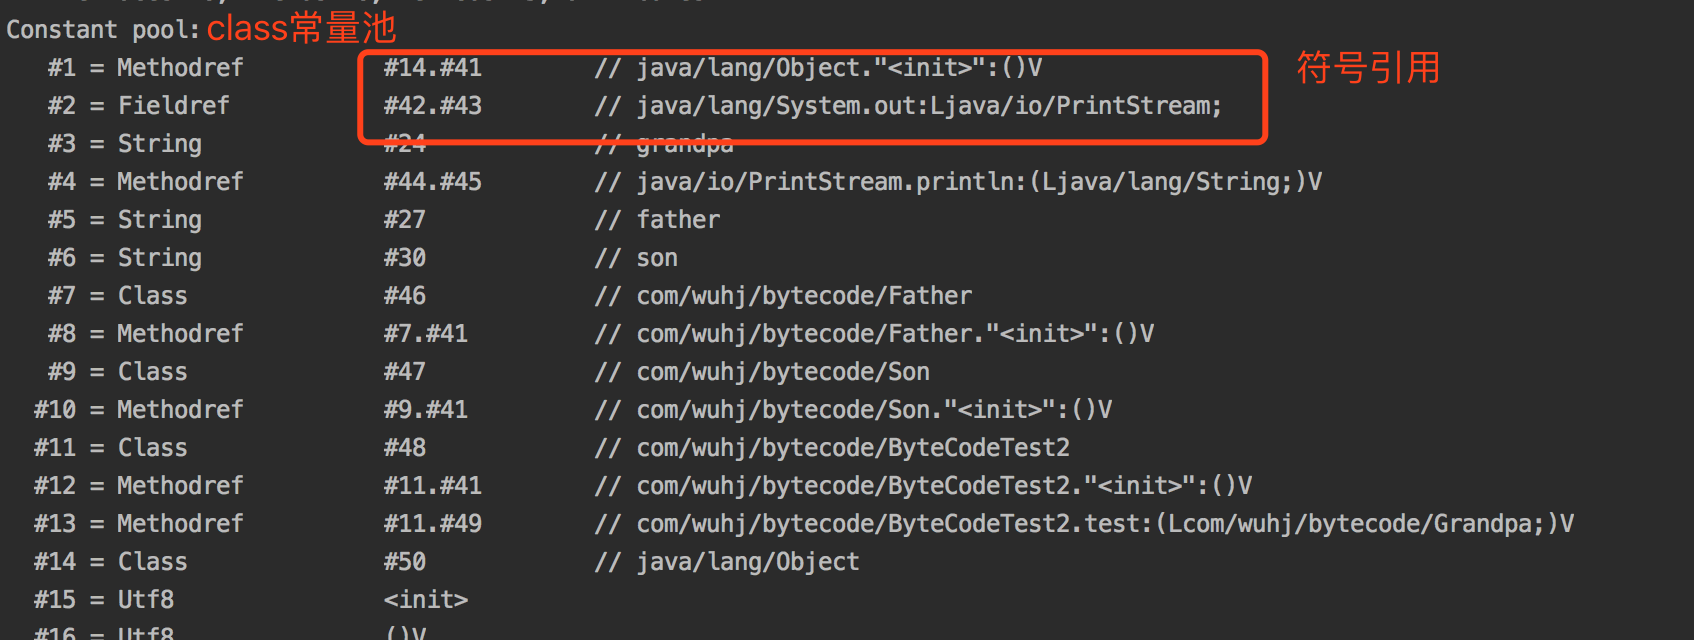 Constant pool: class常量池
#1 = Methodref #14.#41 // java/lang/Object."<init>":()V 符号引用
#2 = Fieldref #42.#43 // java/lang/System.out:Ljava/io/PrintStream;
#3 = String #24 // grandpa
#4 = Methodref #44.#45 // java/io/PrintStream.println:(Ljava/lang/String;)V
#5 = String #27 // father
#6 = String #30 // son
#7 = Class #46 // com/wuhj/bytecode/Father
#8 = Methodref #7.#41 // com/wuhj/bytecode/Father."<init>":()V
#9 = Class #47 // com/wuhj/bytecode/Son
#10 = Methodref #9.#41 // com/wuhj/bytecode/Son."<init>":()V
#11 = Class #48 // com/wuhj/bytecode/ByteCodeTest2
#12 = Methodref #11.#41 // com/wuhj/bytecode/ByteCodeTest2."<init>":()V
#13 = Methodref #11.#49 // com/wuhj/bytecode/ByteCodeTest2.test:(Lcom/wuhj/bytecode/Grandpa;)V
#14 = Class #50 // java/lang/Object
#15 = Utf8 <init>
#16 = Utf8 ()V